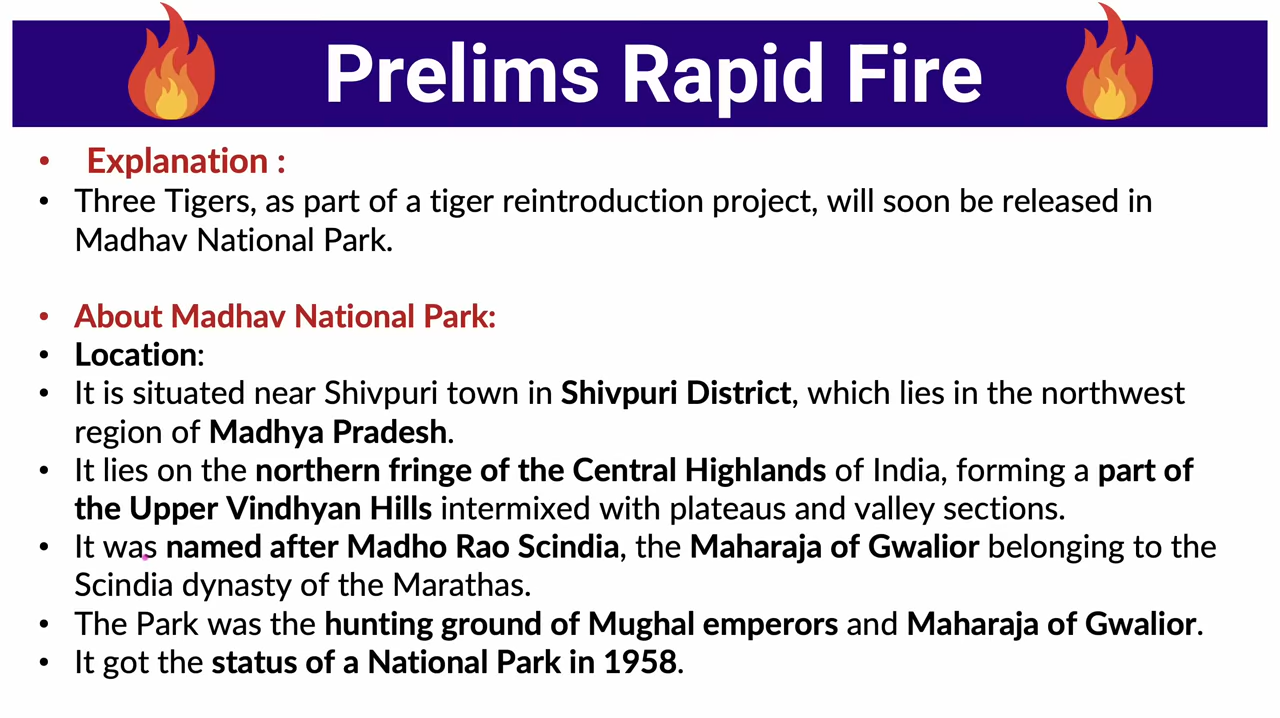 Prelims Rapid Fire
• Explanation :
• Three Tigers, as part of a tiger reintroduction project, will soon be released in
Madhav National Park.
• About Madhav National Park:
• Location:
• It is situated near Shivpuri town in Shivpuri District, which lies in the northwest
region of Madhya Pradesh.
• It lies on the northern fringe of the Central Highlands of India, forming a part of
the Upper Vindhyan Hills intermixed with plateaus and valley sections.
• It was named after Madho Rao Scindia, the Maharaja of Gwalior belonging to the
Scindia dynasty of the Marathas.
• The Park was the hunting ground of Mughal emperors and Maharaja of Gwalior.
• It got the status of a National Park in 1958.